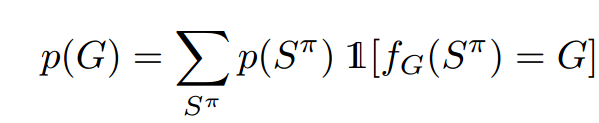 p(G) = ∑_{S^π} p(S^π) 𝟙[f_G(S^π) = G]